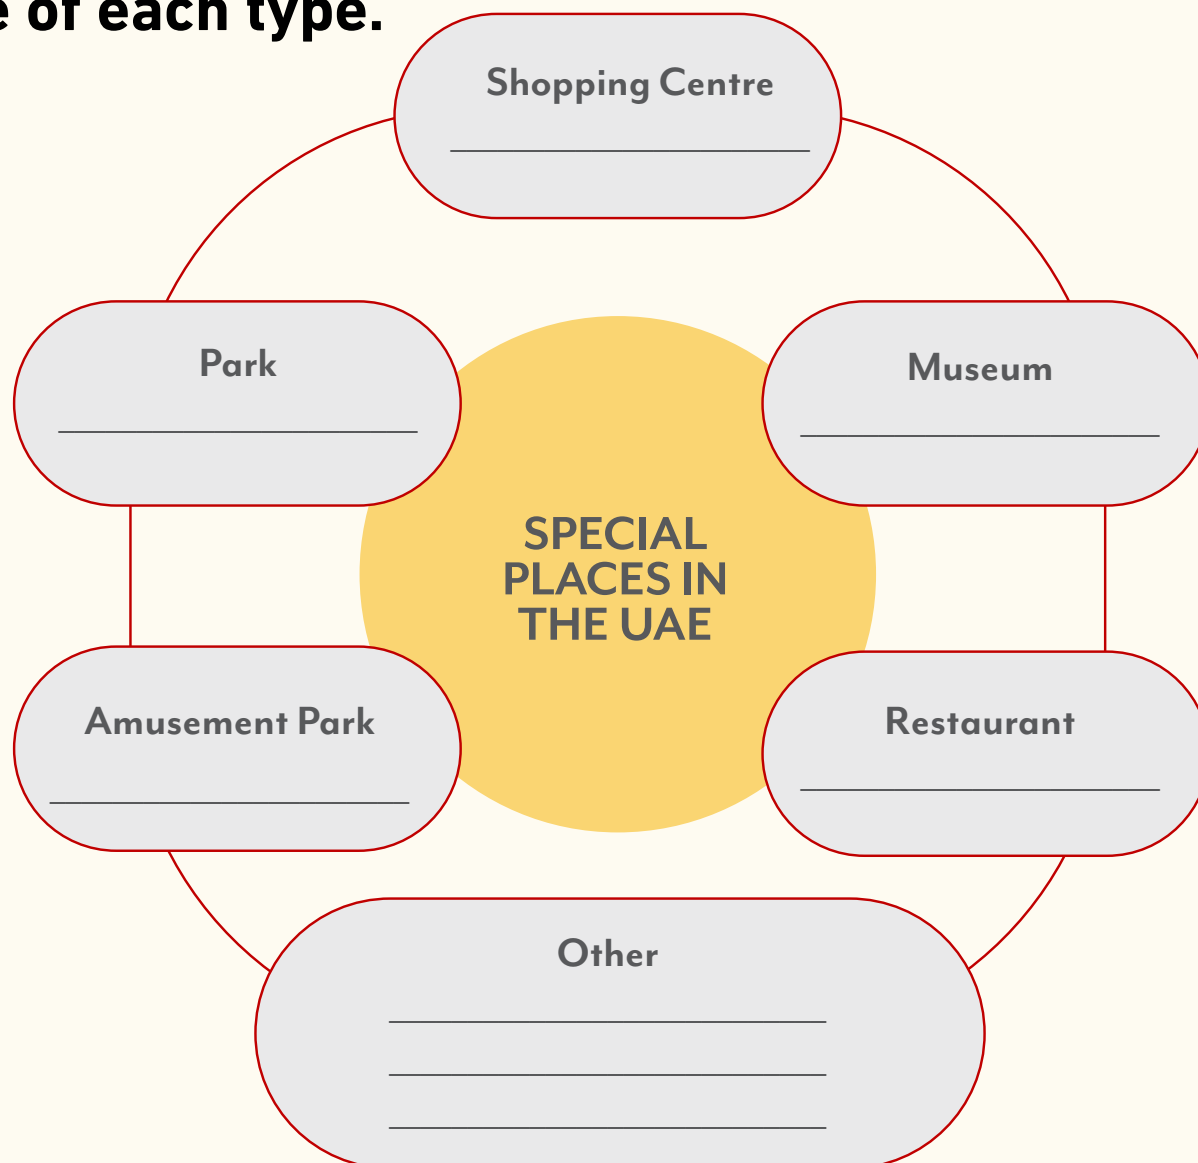 of each type.
Shopping Centre
Park
Museum
SPECIAL
PLACES IN
THE UAE
Amusement Park
Restaurant
Other